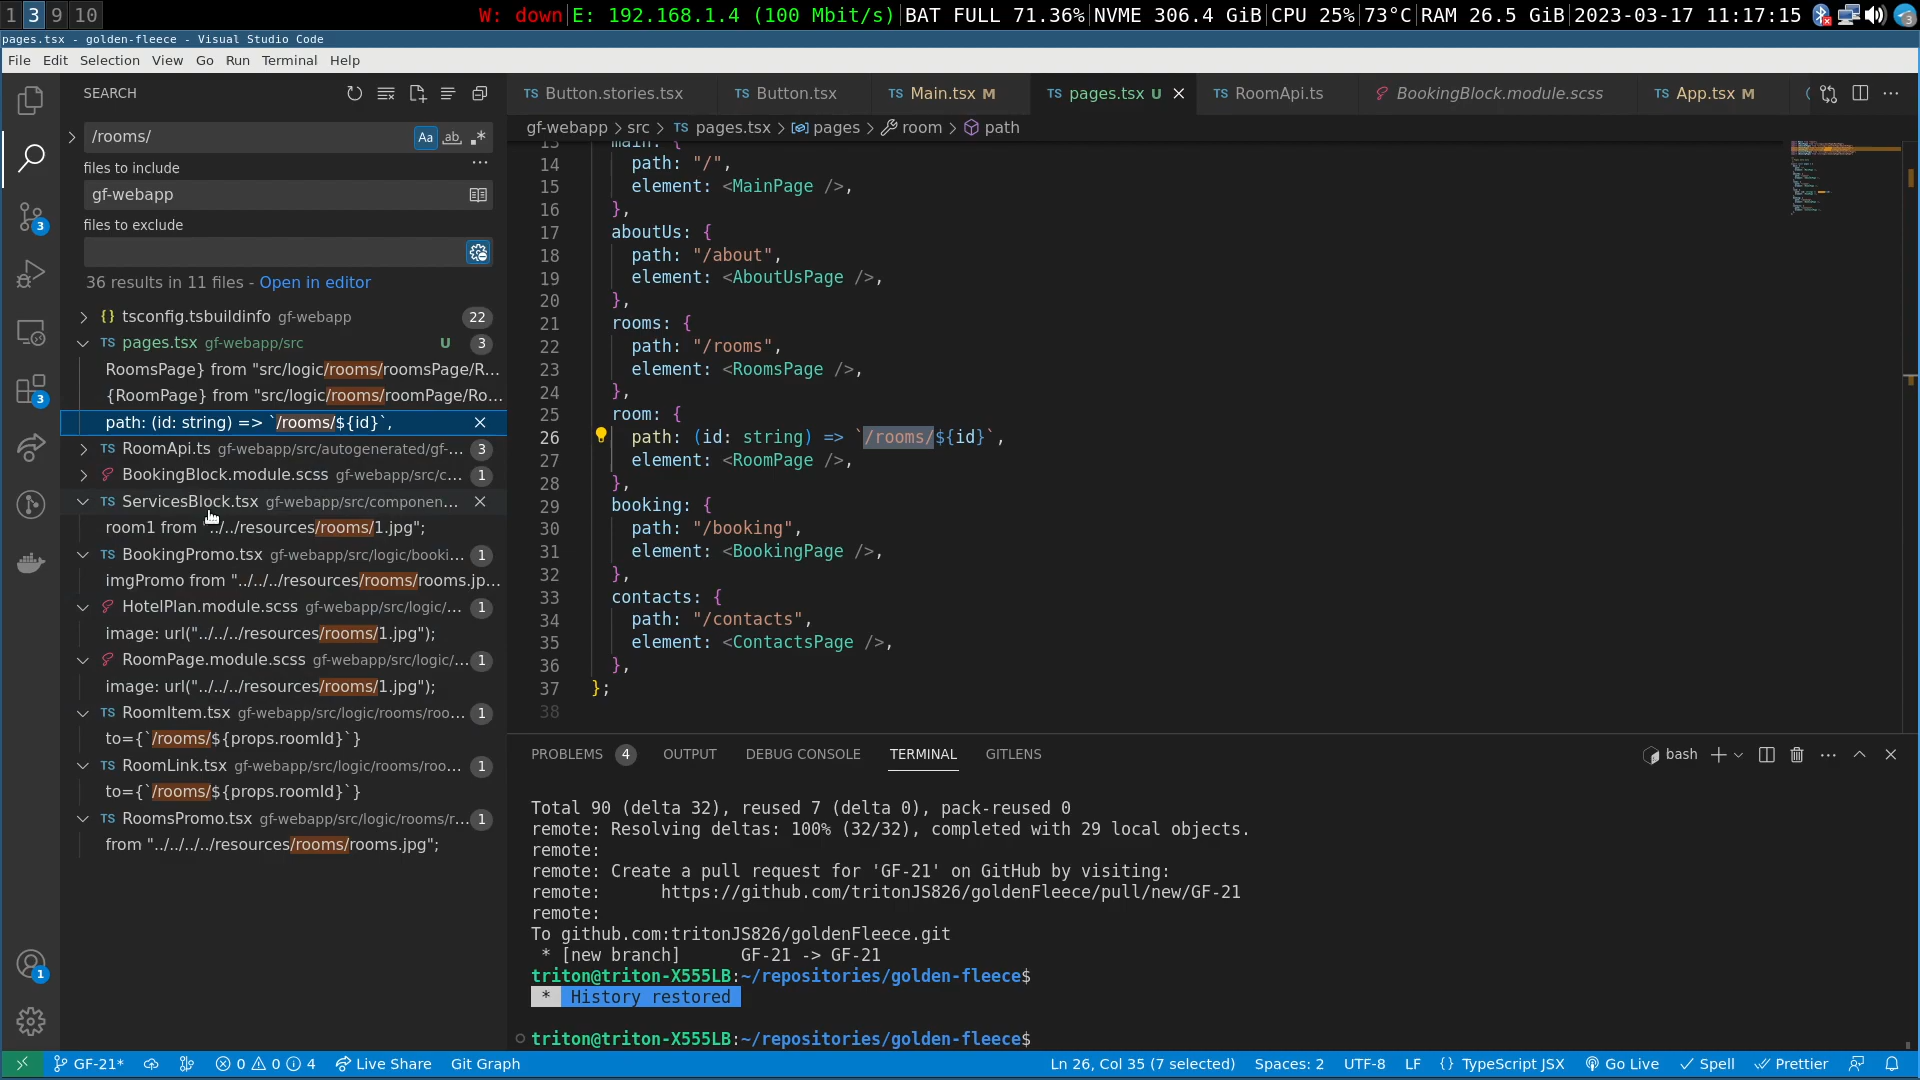 1 3 9 10
W: down|E: 192.168.1.4 (100 Mbit/s)|BAT FULL 71.36%|NVME 306.4 GiB|CPU 25%|73°C|RAM 26.5 GiB|2023-03-17 11:17:15
pages.tsx - golden-fleece - Visual Studio Code
File Edit Selection View Go Run Terminal Help
SEARCH
/rooms/
Aa ab .*
files to include
gf-webapp
files to exclude
36 results in 11 files - Open in editor
{} tsconfig.tsbuildinfo gf-webapp 22
TS pages.tsx gf-webapp/src U 3
RoomsPage} from "src/logic/rooms/roomsPage/R...
{RoomPage} from "src/logic/rooms/roomPage/Ro...
path: (id: string) => `/rooms/${id}`,
TS RoomApi.ts gf-webapp/src/autogenerated/gf-... 3
BookingBlock.module.scss gf-webapp/src/c... 1
TS ServicesBlock.tsx gf-webapp/src/componen...
room1 from "../../resources/rooms/1.jpg";
TS BookingPromo.tsx gf-webapp/src/logic/booki... 1
imgPromo from "../../../resources/rooms/rooms.jp...
HotelPlan.module.scss gf-webapp/src/logic/... 1
image: url("../../../resources/rooms/1.jpg");
RoomPage.module.scss gf-webapp/src/logic/... 1
image: url("../../../resources/rooms/1.jpg");
TS RoomItem.tsx gf-webapp/src/logic/rooms/roo... 1
to={`/rooms/${props.roomId}`}
TS RoomLink.tsx gf-webapp/src/logic/rooms/roo... 1
to={`/rooms/${props.roomId}`}
TS RoomsPromo.tsx gf-webapp/src/logic/rooms/r... 1
from "../../../../resources/rooms/rooms.jpg";
3
3
1
TS Button.stories.tsx TS Button.tsx TS Main.tsx M TS pages.tsx U TS RoomApi.ts BookingBlock.module.scss TS App.tsx M
gf-webapp > src > TS pages.tsx > pages > room > path
13 main: {
14 path: "/",
15 element: <MainPage />,
16 },
17 aboutUs: {
18 path: "/about",
19 element: <AboutUsPage />,
20 },
21 rooms: {
22 path: "/rooms",
23 element: <RoomsPage />,
24 },
25 room: {
26 path: (id: string) => `/rooms/${id}`,
27 element: <RoomPage />,
28 },
29 booking: {
30 path: "/booking",
31 element: <BookingPage />,
32 },
33 contacts: {
34 path: "/contacts",
35 element: <ContactsPage />,
36 },
37 };
38
PROBLEMS 4 OUTPUT DEBUG CONSOLE TERMINAL GITLENS bash
Total 90 (delta 32), reused 7 (delta 0), pack-reused 0
remote: Resolving deltas: 100% (32/32), completed with 29 local objects.
remote:
remote: Create a pull request for 'GF-21' on GitHub by visiting:
remote: https://github.com/tritonJS826/goldenFleece/pull/new/GF-21
remote:
To github.com:tritonJS826/goldenFleece.git
* [new branch] GF-21 -> GF-21
triton@triton-X555LB:~/repositories/golden-fleece$
* History restored
triton@triton-X555LB:~/repositories/golden-fleece$
GF-21* 0 0 4 Live Share Git Graph Ln 26, Col 35 (7 selected) Spaces: 2 UTF-8 LF {} TypeScript JSX Go Live Spell Prettier